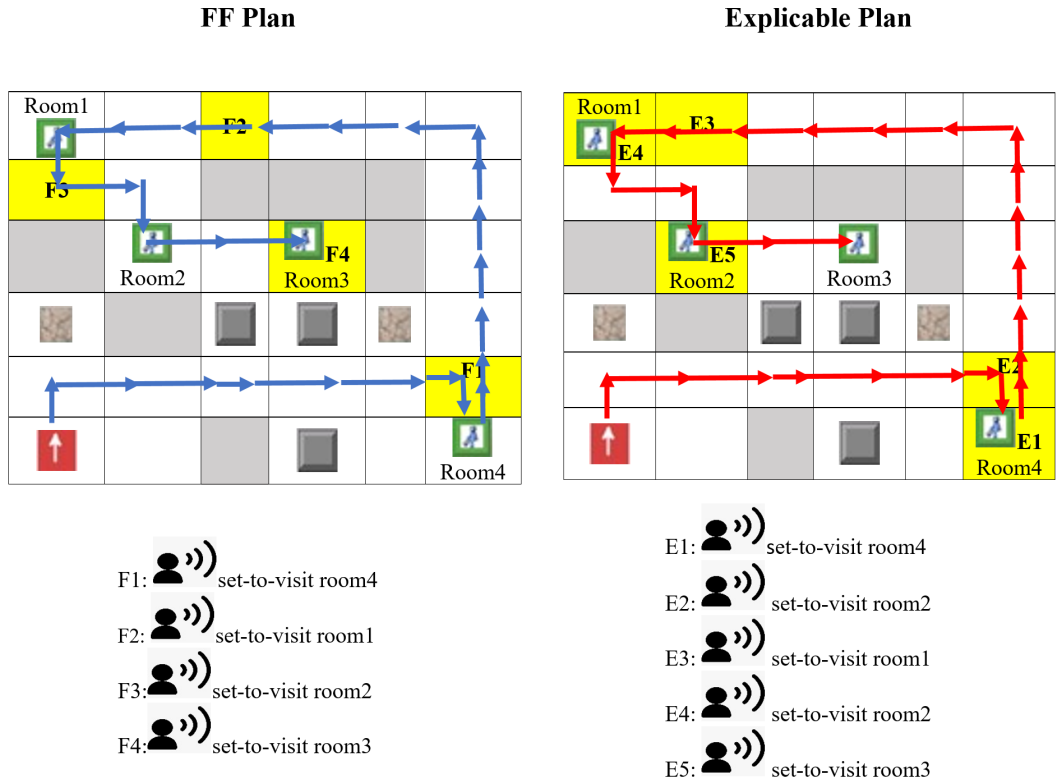 FF Plan
Explicable Plan
Room1
F2
F3
Room2
F4
Room3
F1
Room4
Room1
E3
E4
E5
Room2
Room3
E2
E1
Room4
F1: set-to-visit room4
F2: set-to-visit room1
F3: set-to-visit room2
F4: set-to-visit room3
E1: set-to-visit room4
E2: set-to-visit room2
E3: set-to-visit room1
E4: set-to-visit room2
E5: set-to-visit room3